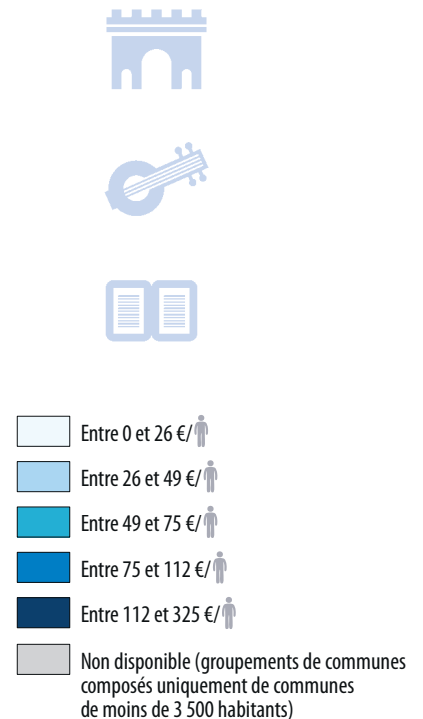 Entre 0 et 26 €/
Entre 26 et 49 €/
Entre 49 et 75 €/
Entre 75 et 112 €/
Entre 112 et 325 €/
Non disponible (groupements de communes
composés uniquement de communes
de moins de 3 500 habitants)